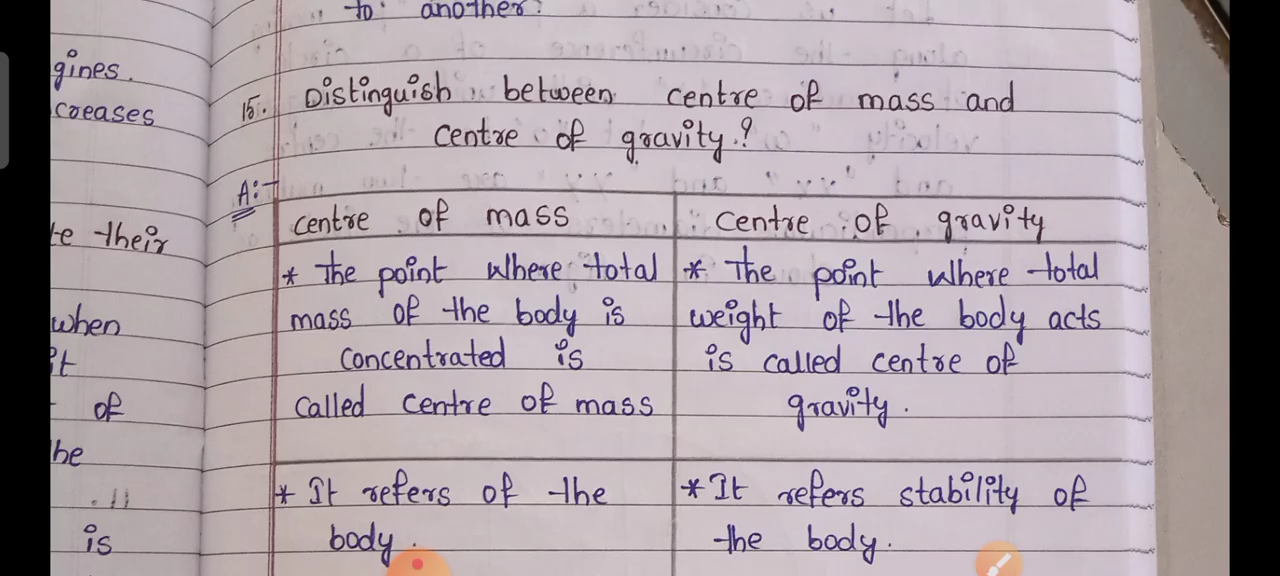 to another?
gines.
creases
te their
when
it
of
he
is
15. Distinguish between centre of mass and
centre of gravity.?
A:-
centre of mass
* The point where total
mass of the body is
concentrated is
called centre of mass
* It refers of the
body.
Centre of gravity
* The point where total
weight of the body acts
is called centre of
gravity.
* It refers stability of
the body.